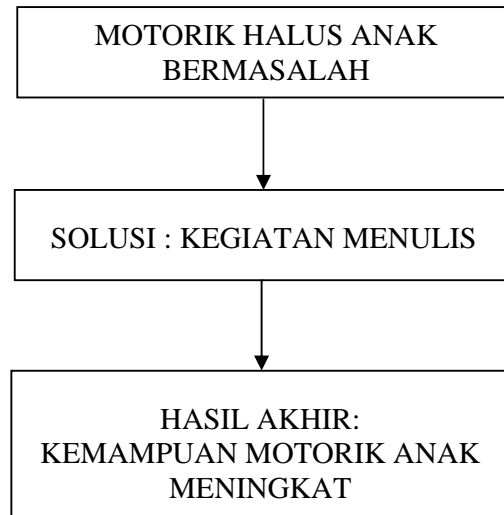 MOTORIK HALUS ANAK
BERMASALAH
SOLUSI : KEGIATAN MENULIS
HASIL AKHIR:
KEMAMPUAN MOTORIK ANAK
MENINGKAT